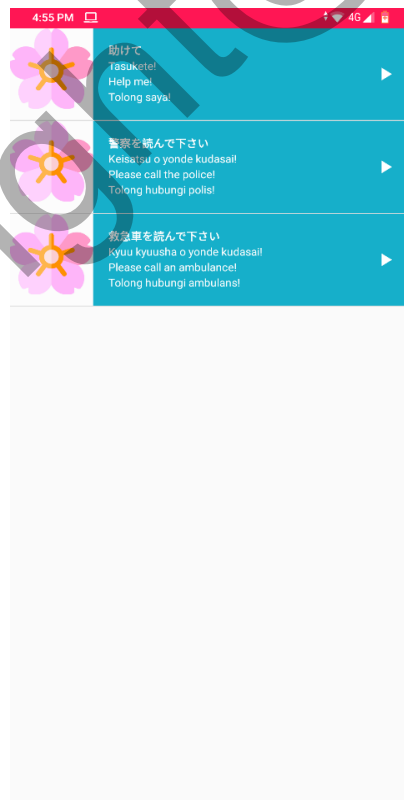 4:55 PM
4G
助けて
Tasukete!
Help me!
Tolong saya!
警察を読んで下さい
Keisatsu o yonde kudasai!
Please call the police!
Tolong hubungi polis!
救急車を読んで下さい
Kyuu kyuusha o yonde kudasai!
Please call an ambulance!
Tolong hubungi ambulans!